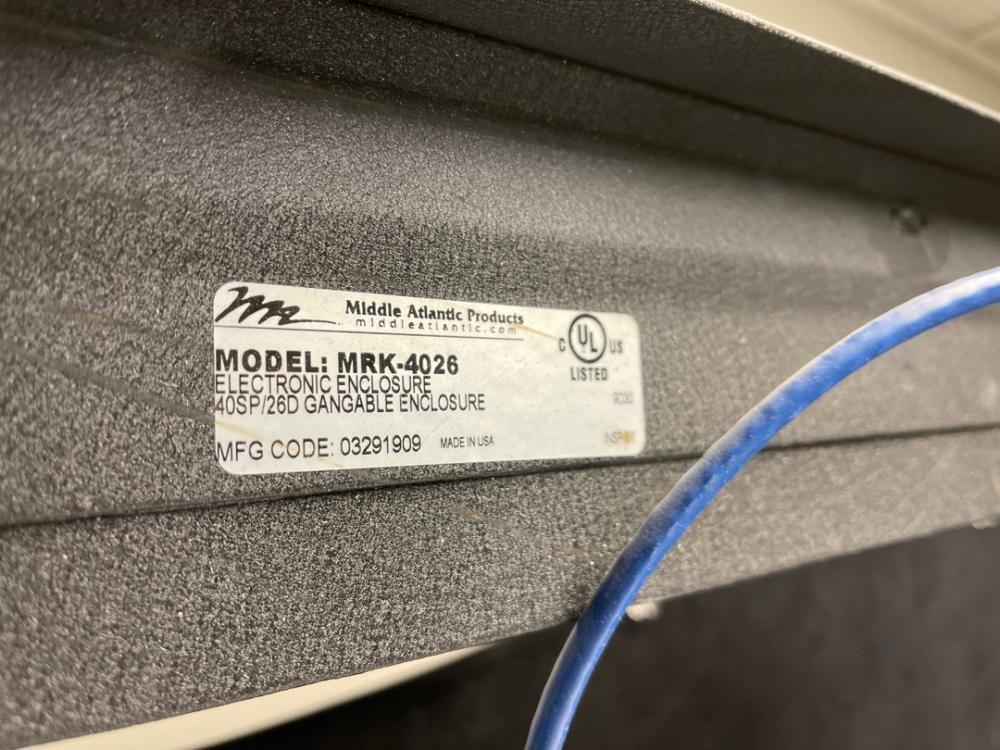 Middle Atlantic Products
middleatlantic.com
MODEL: MRK-4026
ELECTRONIC ENCLOSURE
40SP/26D GANGABLE ENCLOSURE
MFG CODE: 03291909 MADE IN USA
C UL US
LISTED